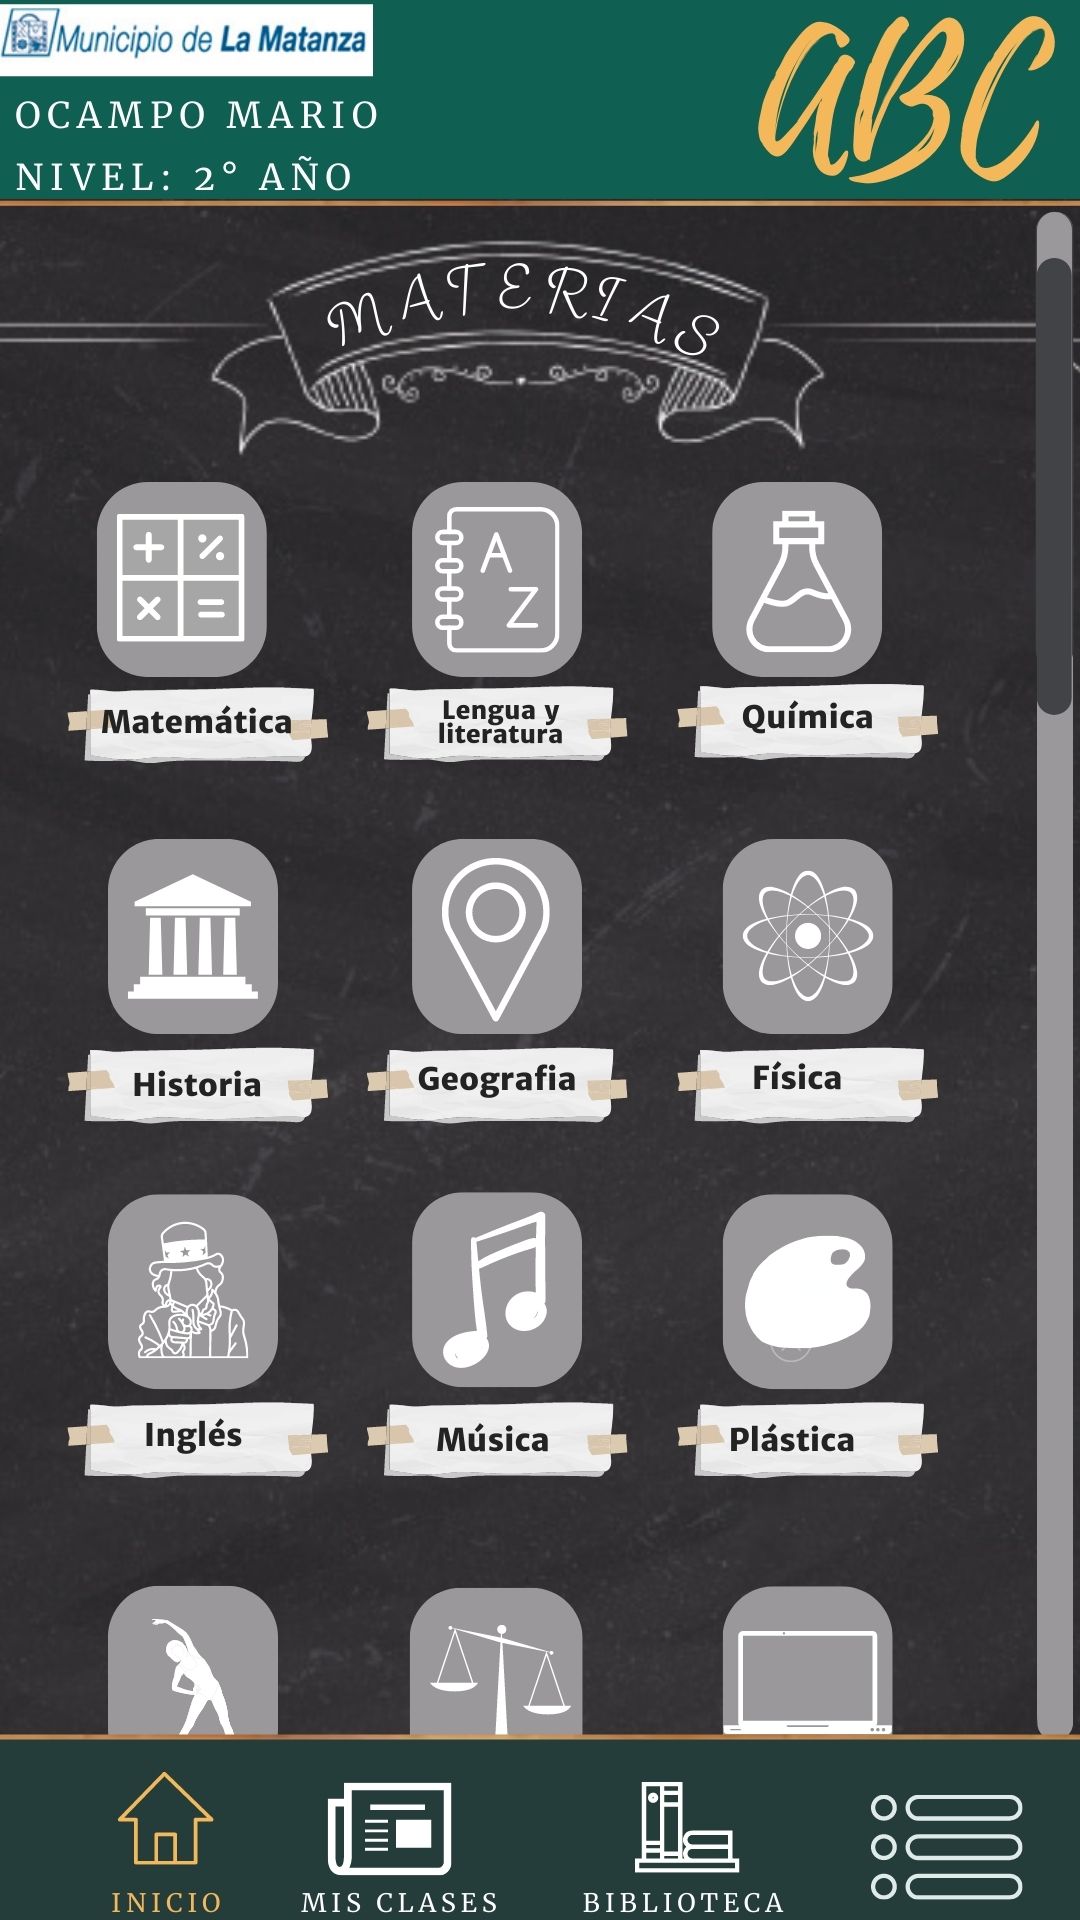 Municipio de La Matanza
ABC
OCAMPO MARIO
NIVEL: 2° AÑO
MATERIAS
A
Z
Matemática
Lengua y
literatura
Química
Historia
Geografia
Física
Inglés
Música
Plástica
INICIO
MIS CLASES
BIBLIOTECA